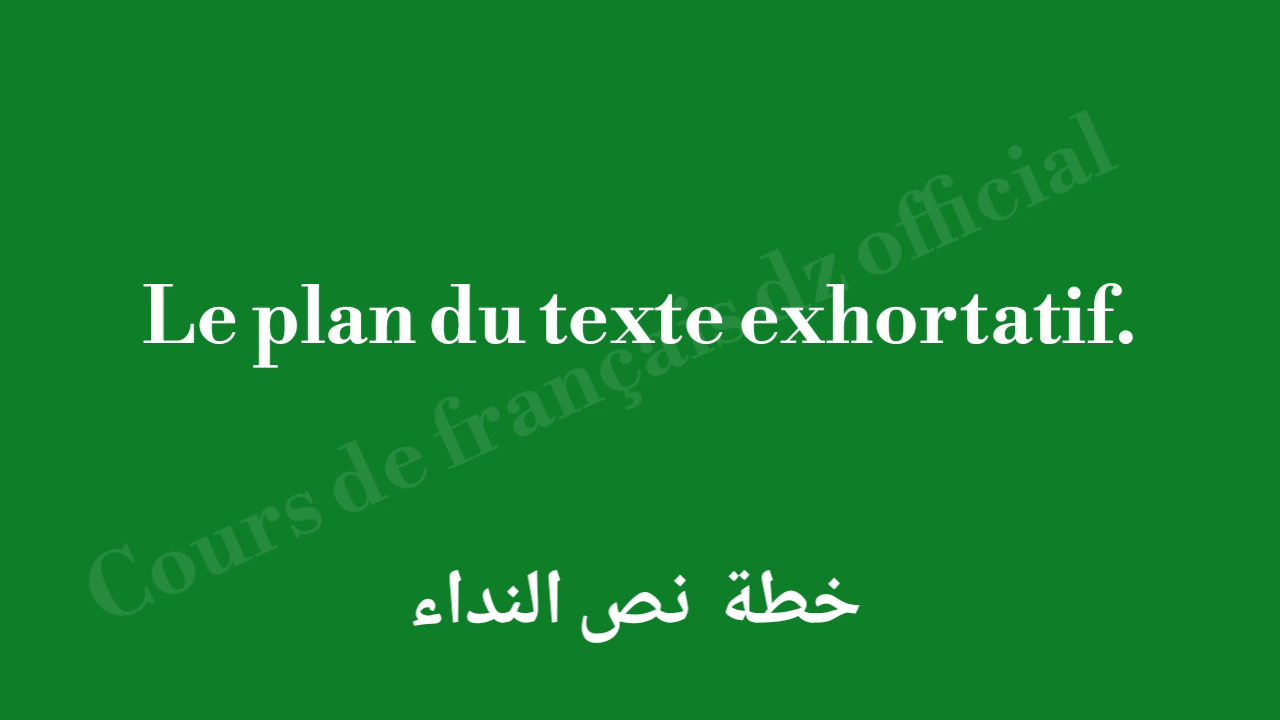 Le plan du texte exhortatif.
Cours de français dz official
خطة نص النداء